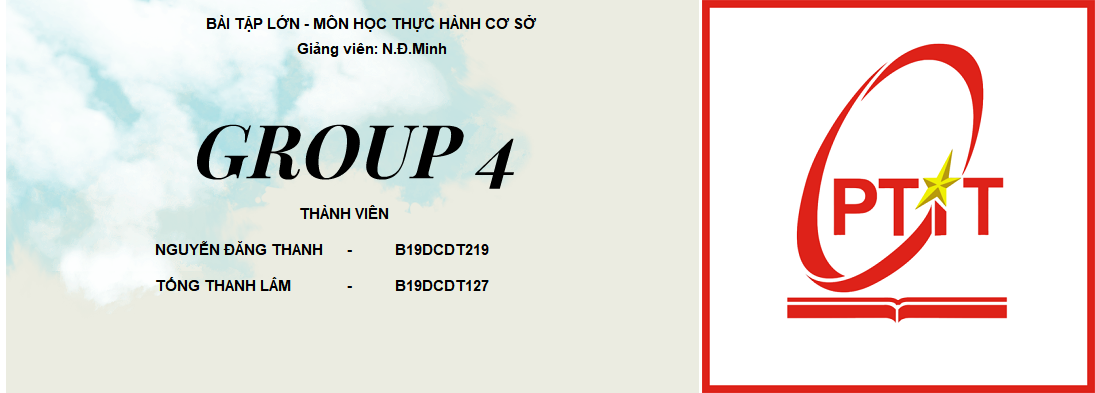 BÀI TẬP LỚN - MÔN HỌC THỰC HÀNH CƠ SỞ
Giảng viên: N.Đ.Minh
GROUP 4
THÀNH VIÊN
NGUYỄN ĐĂNG THANH - B19DCDT219
TỐNG THANH LÂM - B19DCDT127
PTIT